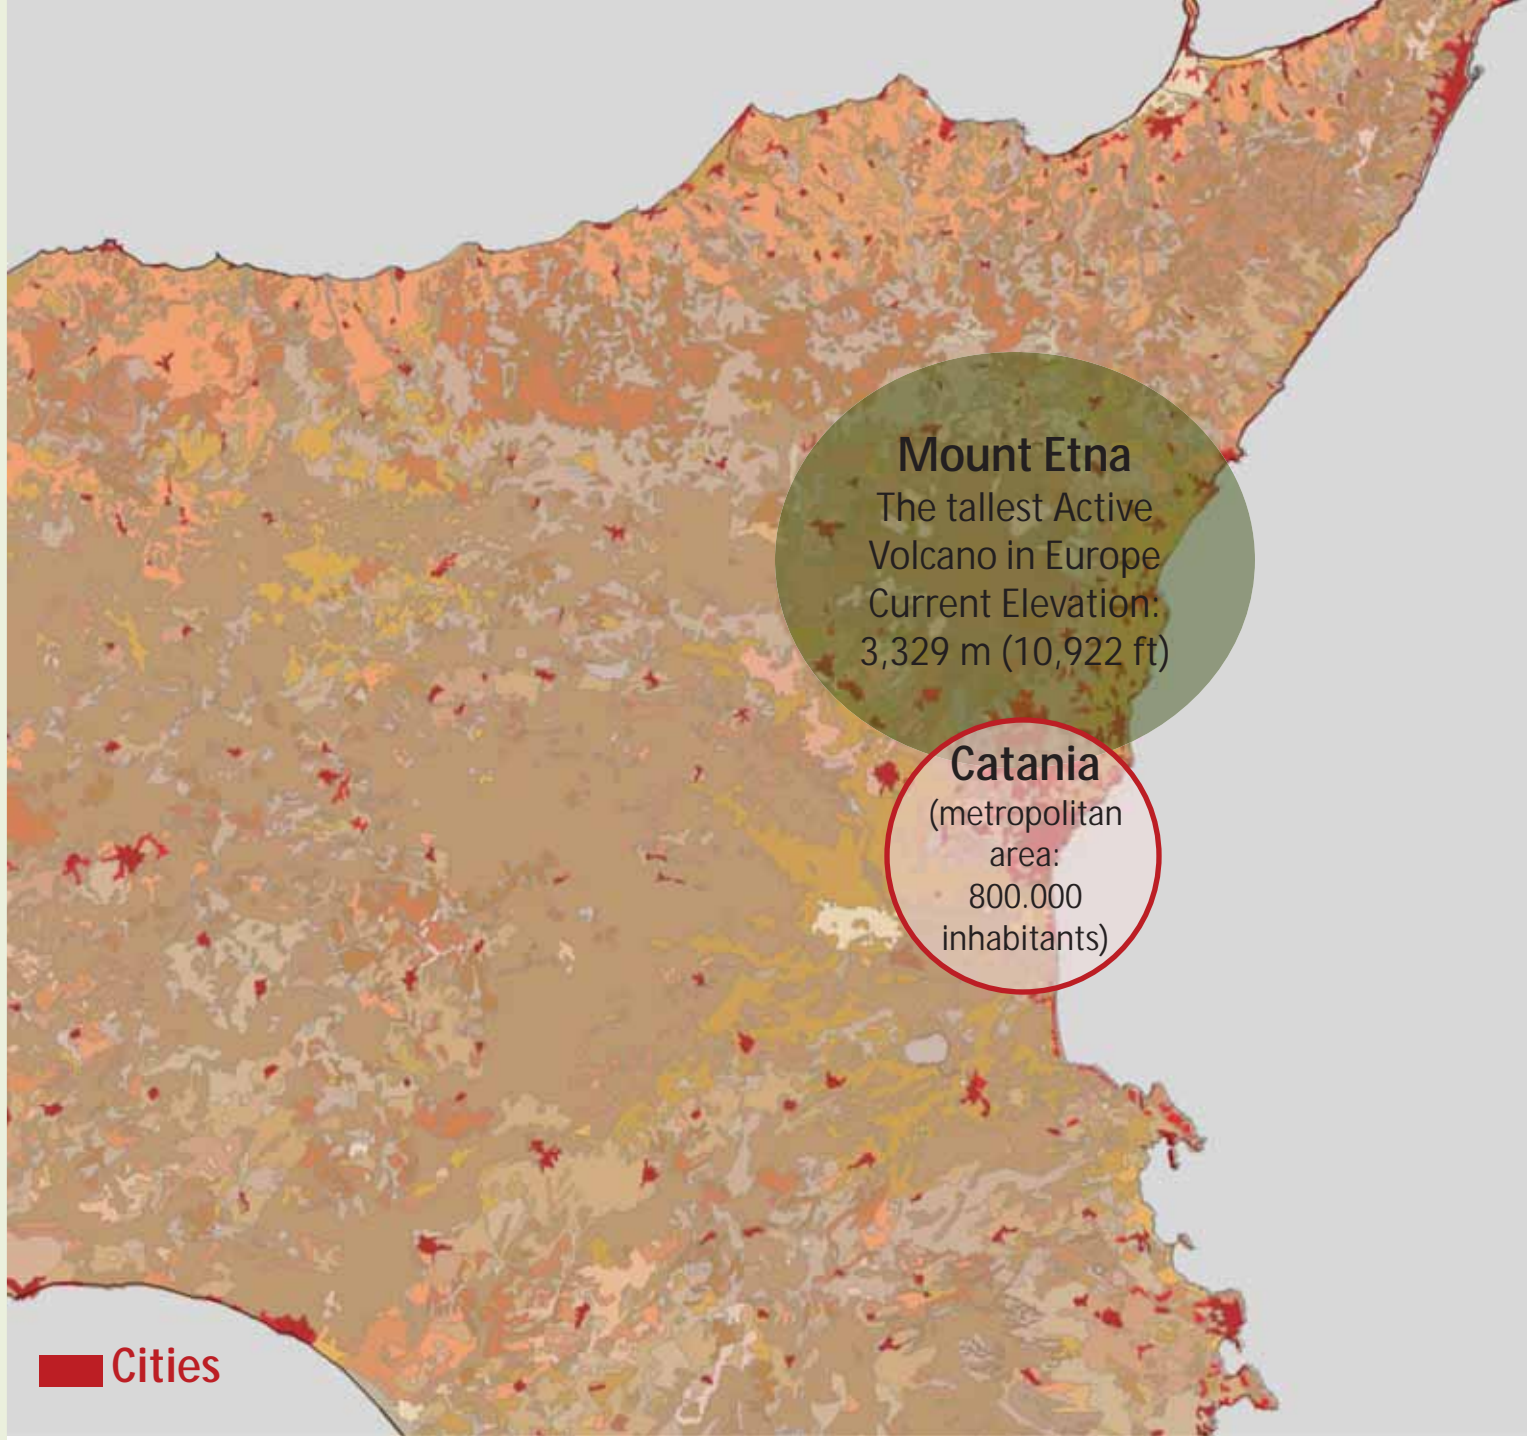 Mount Etna
The tallest Active
Volcano in Europe
Current Elevation:
3,329 m (10,922 ft)
Catania
(metropolitan
area:
800.000
inhabitants)
Cities